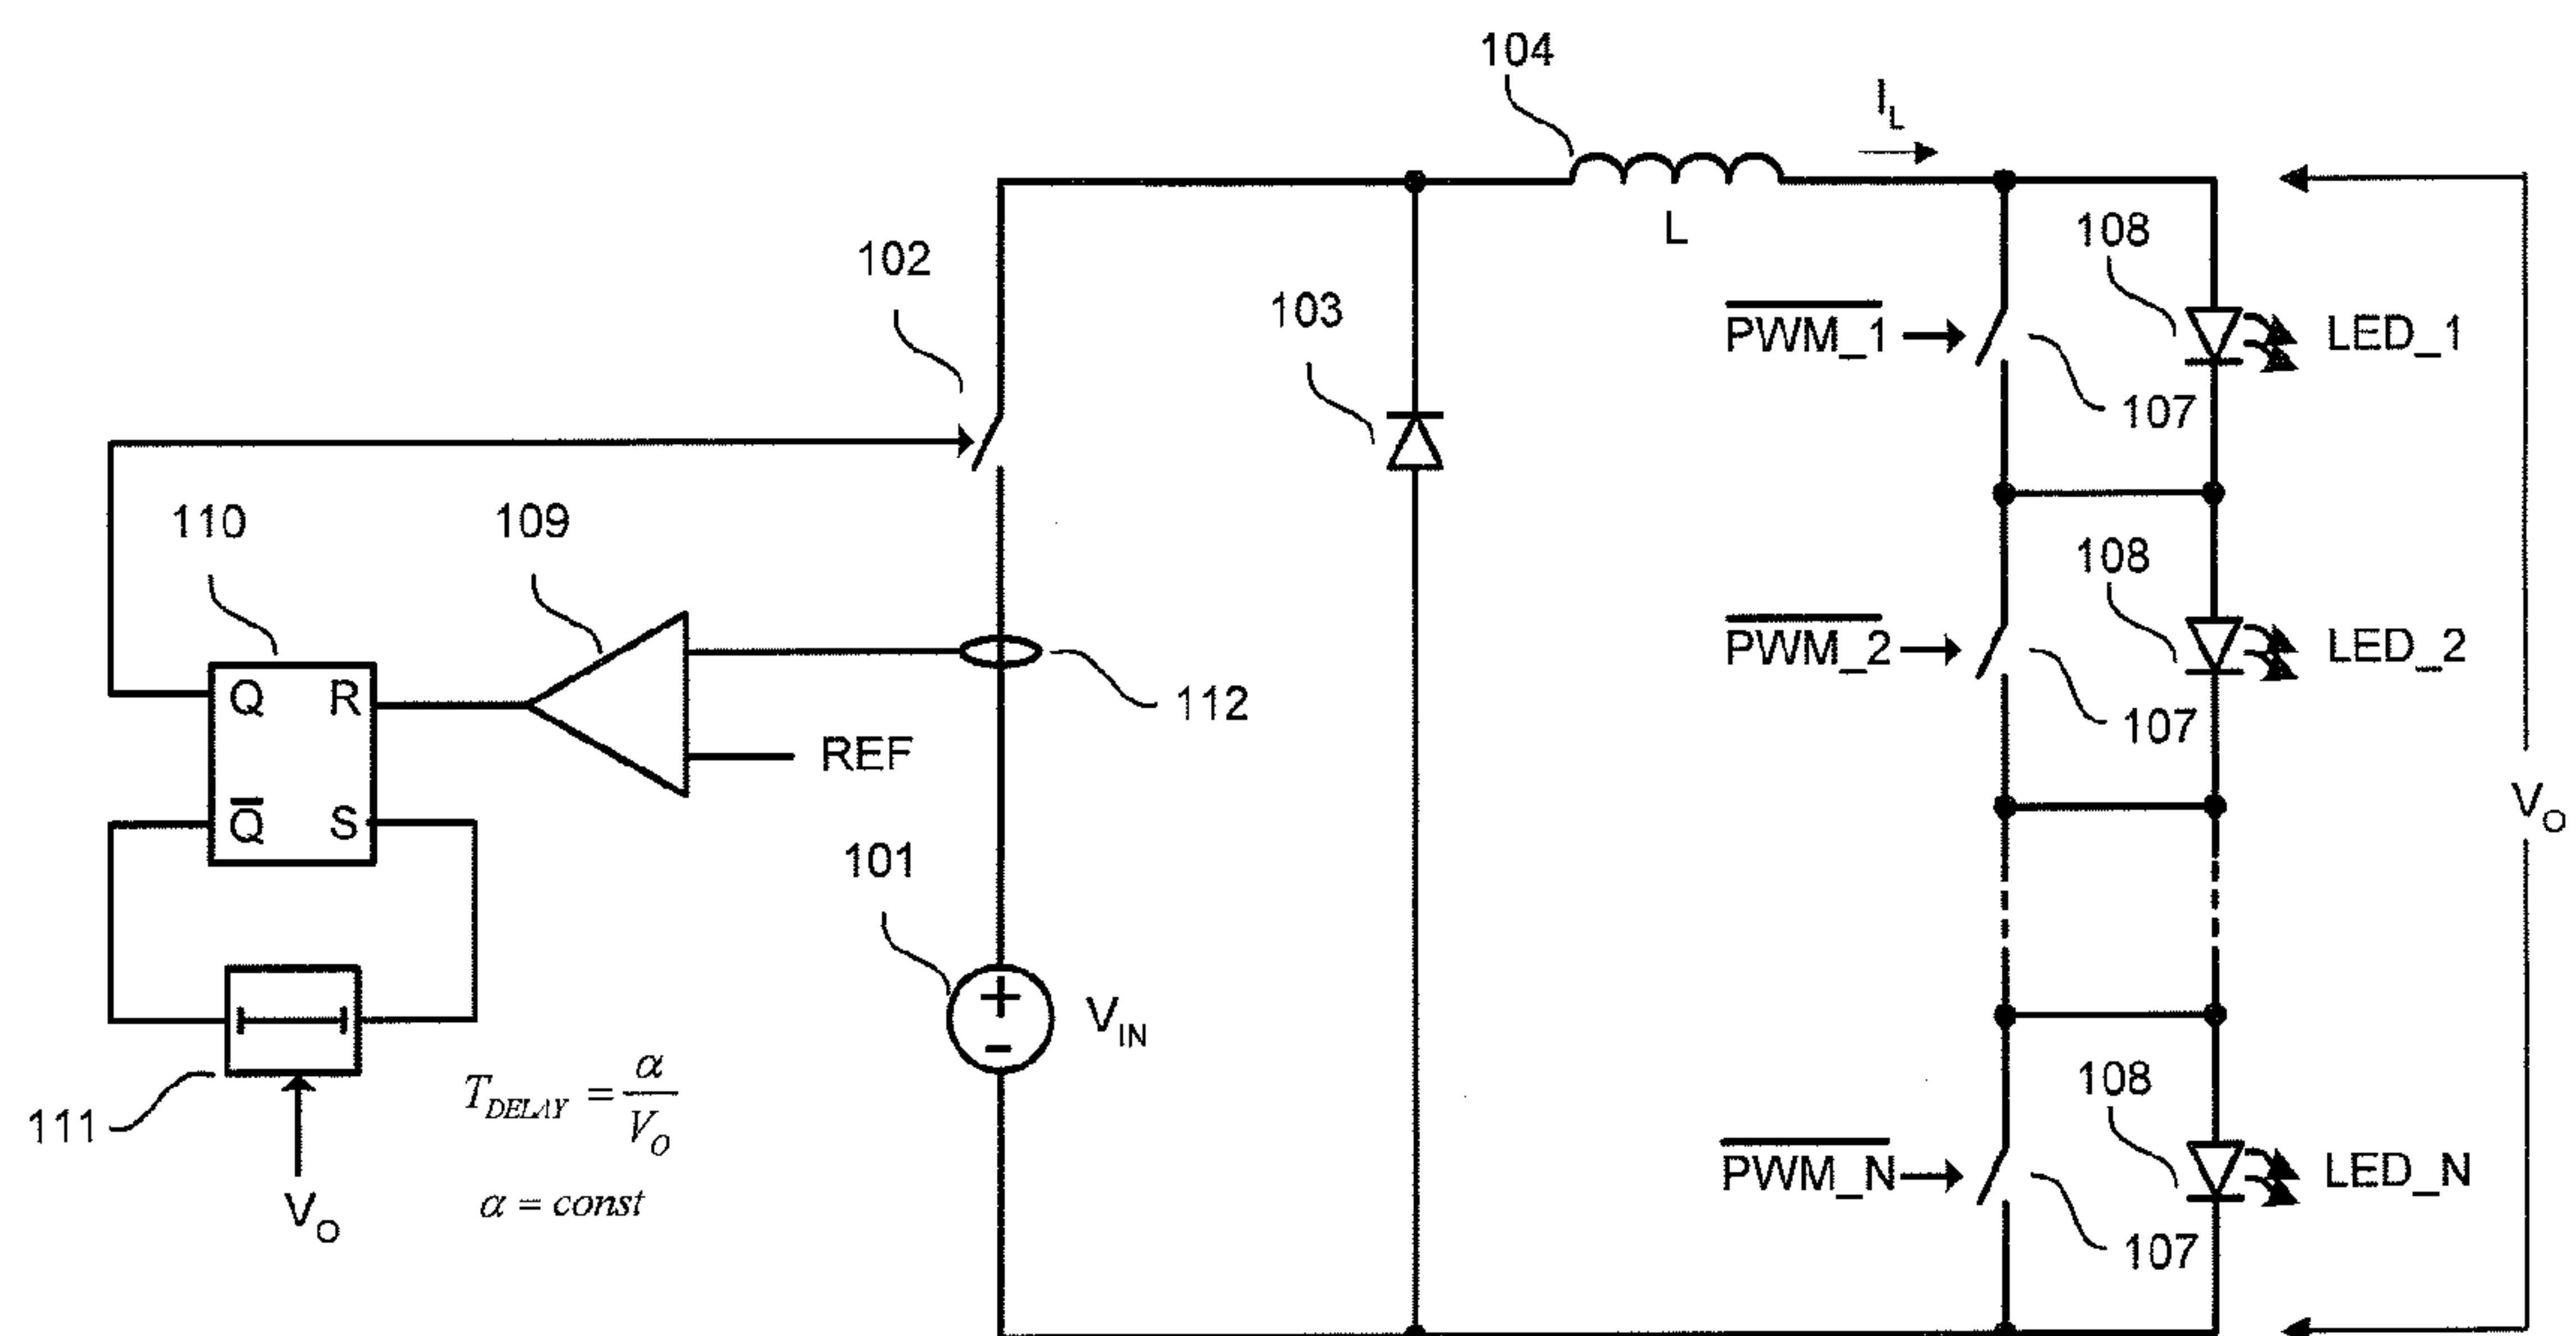 104
I_L
L
102
103
108
PWM_1
LED_1
107
110
109
108
PWM_2
LED_2
107
112
Q R
REF
Q̅ S
V_O
101
V_IN
T_DELAY = α / V_O
α = const
111
V_O
108
PWM_N
LED_N
107